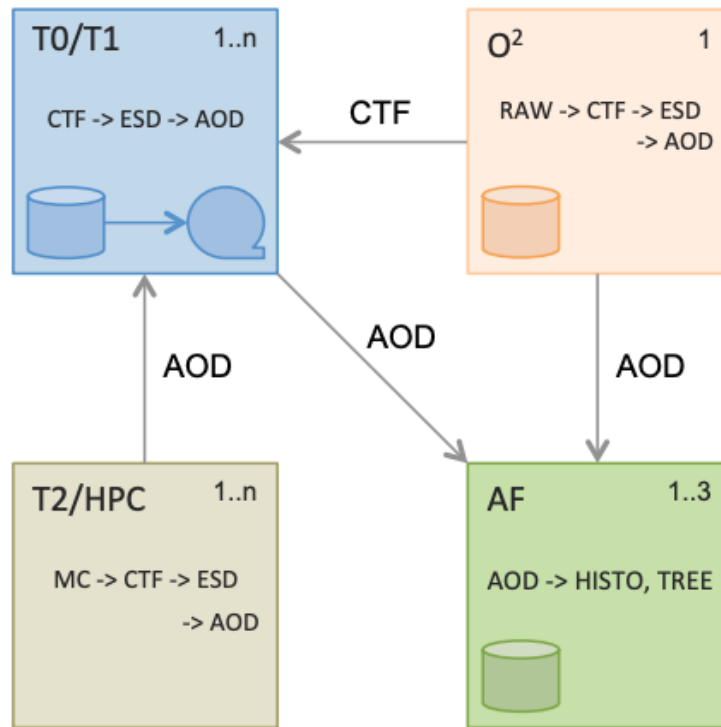 T0/T1 1..n
CTF -> ESD -> AOD
CTF
O² 1
RAW -> CTF -> ESD
-> AOD
AOD
AOD
AOD
T2/HPC 1..n
MC -> CTF -> ESD
-> AOD
AF 1..3
AOD -> HISTO, TREE